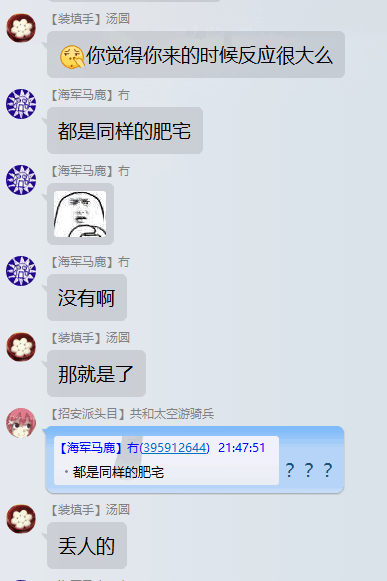 【装填手】汤圆
你觉得你来的时候反应很大么
【海军马鹿】冇
都是同样的肥宅
【海军马鹿】冇
【海军马鹿】冇
没有啊
【装填手】汤圆
那就是了
【招安派头目】共和太空游骑兵
【海军马鹿】冇(395912644) 21:47:51
·都是同样的肥宅
？？？
【装填手】汤圆
丢人的